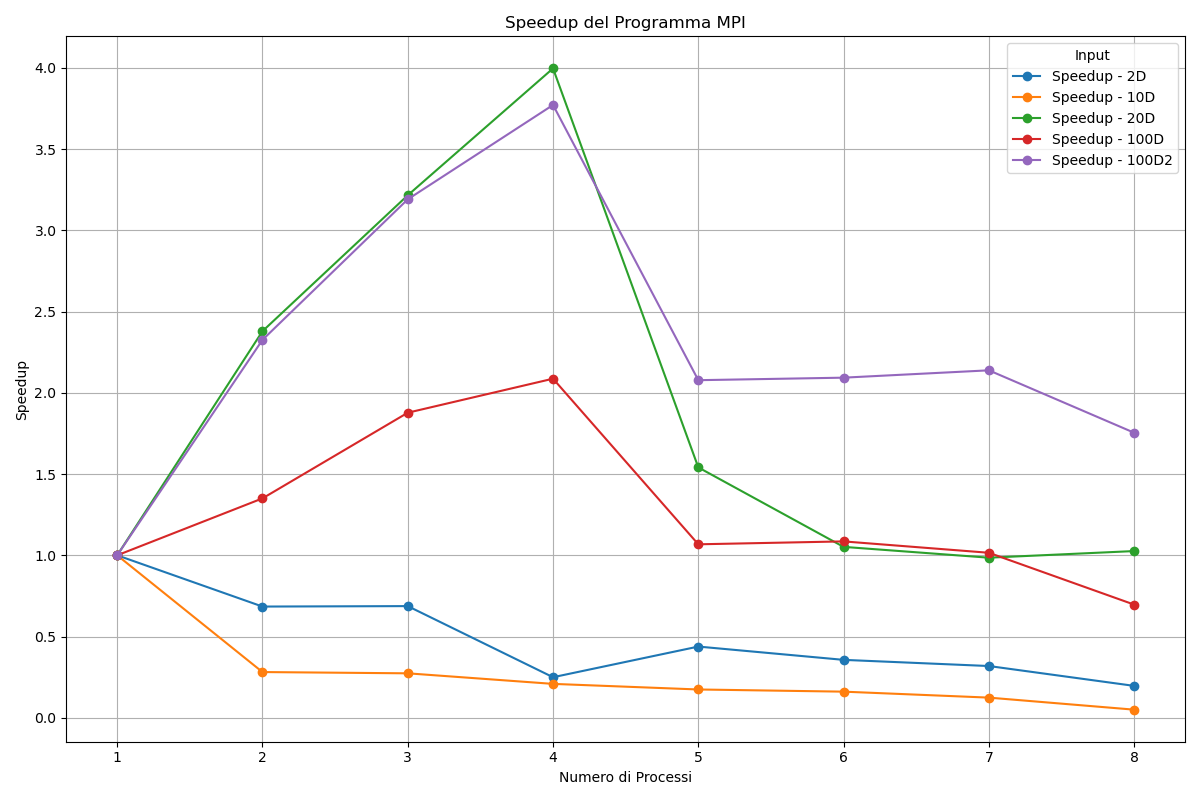 Speedup del Programma MPI
Input
Speedup - 2D
Speedup - 10D
Speedup - 20D
Speedup - 100D
Speedup - 100D2
Speedup
4.0
3.5
3.0
2.5
2.0
1.5
1.0
0.5
0.0
1 2 3 4 5 6 7 8
Numero di Processi